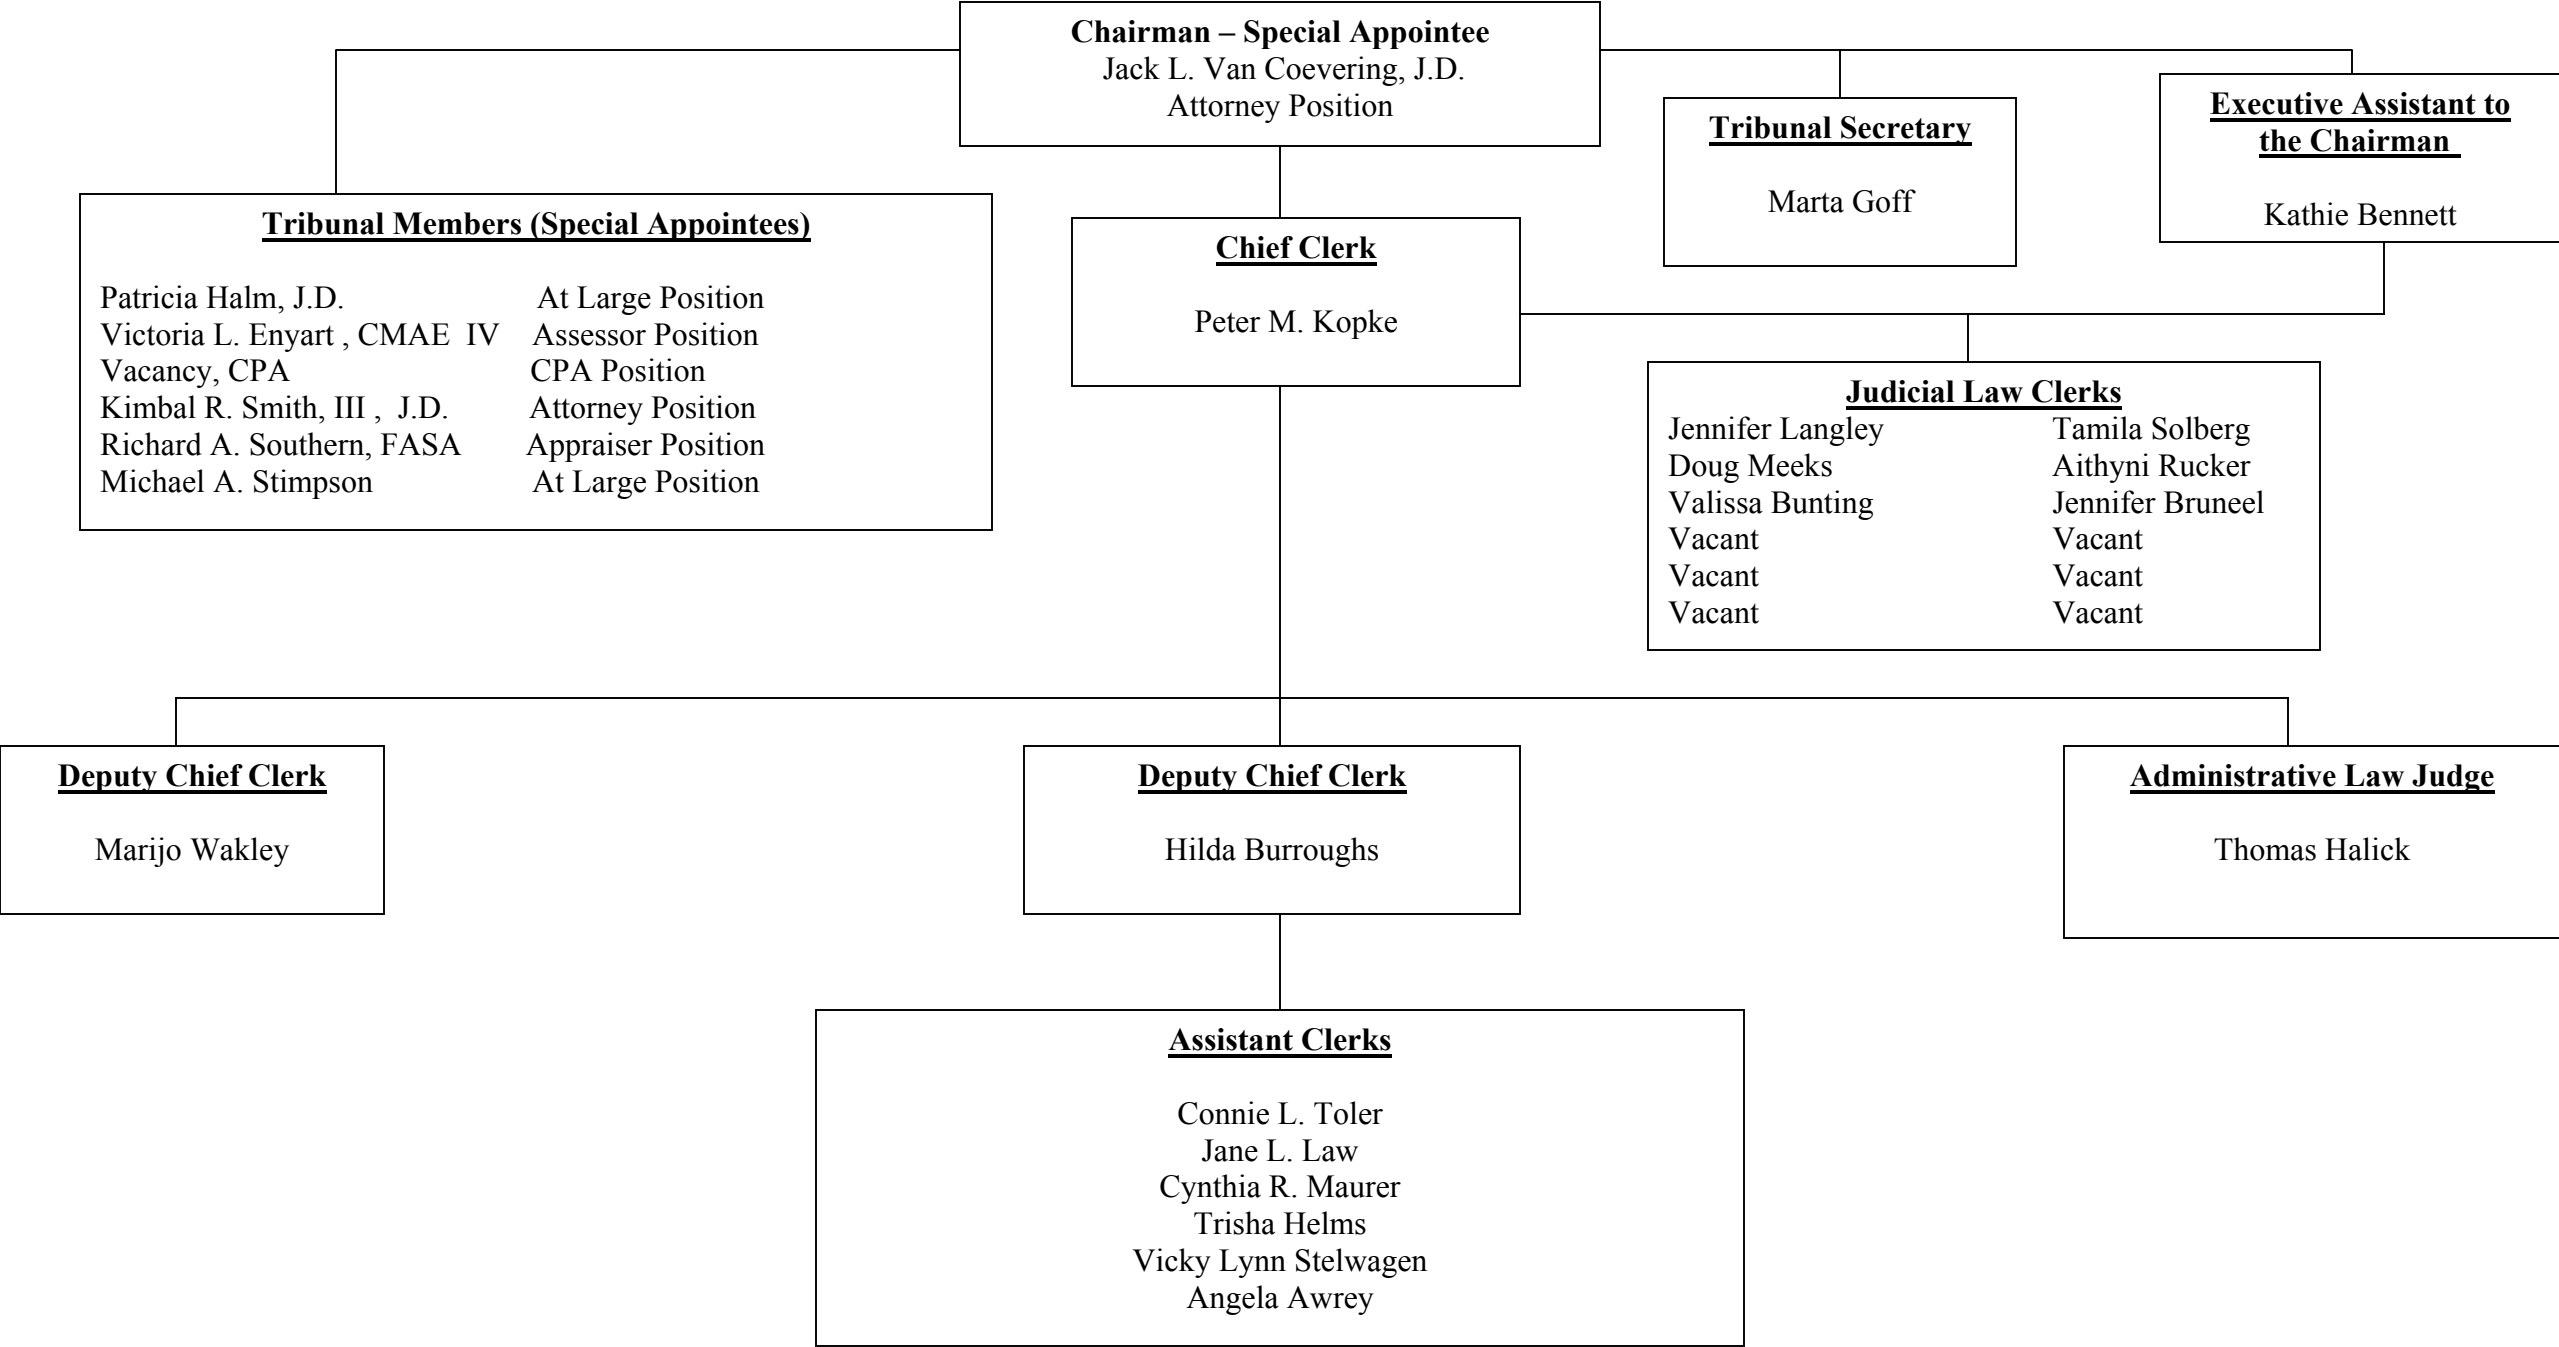 Chairman – Special Appointee
Jack L. Van Coevering, J.D.
Attorney Position
Tribunal Secretary
Marta Goff
Executive Assistant to
the Chairman
Kathie Bennett
Tribunal Members (Special Appointees)
Patricia Halm, J.D. At Large Position
Victoria L. Enyart , CMAE IV Assessor Position
Vacancy, CPA CPA Position
Kimbal R. Smith, III , J.D. Attorney Position
Richard A. Southern, FASA Appraiser Position
Michael A. Stimpson At Large Position
Chief Clerk
Peter M. Kopke
Judicial Law Clerks
Jennifer Langley Tamila Solberg
Doug Meeks Aithyni Rucker
Valissa Bunting Jennifer Bruneel
Vacant Vacant
Vacant Vacant
Vacant Vacant
Deputy Chief Clerk
Marijo Wakley
Deputy Chief Clerk
Hilda Burroughs
Administrative Law Judge
Thomas Halick
Assistant Clerks
Connie L. Toler
Jane L. Law
Cynthia R. Maurer
Trisha Helms
Vicky Lynn Stelwagen
Angela Awrey